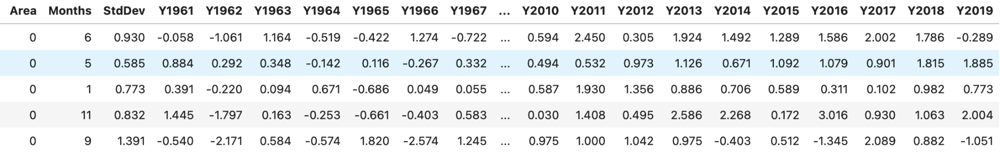 Area Months StdDev Y1961 Y1962 Y1963 Y1964 Y1965 Y1966 Y1967 ... Y2010 Y2011 Y2012 Y2013 Y2014 Y2015 Y2016 Y2017 Y2018 Y2019
0 6 0.930 -0.058 -1.061 1.164 -0.519 -0.422 1.274 -0.722 ... 0.594 2.450 0.305 1.924 1.492 1.289 1.586 2.002 1.786 -0.289
0 5 0.585 0.884 0.292 0.348 -0.142 0.116 -0.267 0.332 ... 0.494 0.532 0.973 1.126 0.671 1.092 1.079 0.901 1.815 1.885
0 1 0.773 0.391 -0.220 0.094 0.671 -0.686 0.049 0.055 ... 0.587 1.930 1.356 0.886 0.706 0.589 0.311 0.102 0.982 0.773
0 11 0.832 1.445 -1.797 0.163 -0.253 -0.661 -0.403 0.583 ... 0.030 1.408 0.495 2.586 2.268 0.172 3.016 0.930 1.063 2.004
0 9 1.391 -0.540 -2.171 0.584 -0.574 1.820 -2.574 1.245 ... 0.975 1.000 1.042 0.975 -0.403 0.512 -1.345 2.089 0.882 -1.051